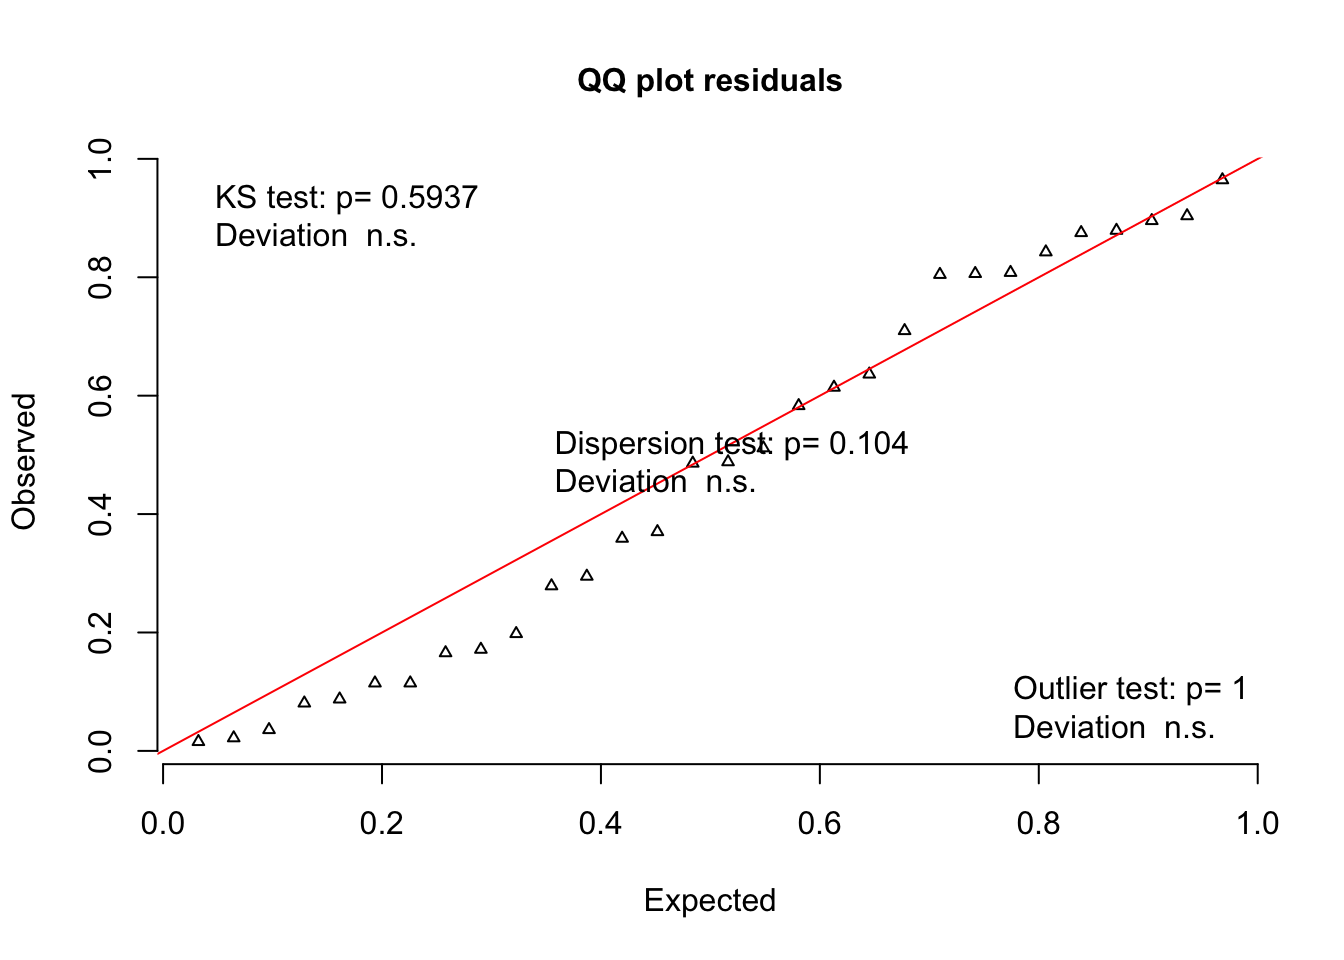 QQ plot residuals
KS test: p= 0.5937
Deviation  n.s.
Dispersion test: p= 0.104
Deviation  n.s.
Outlier test: p= 1
Deviation  n.s.
Observed
0.0 0.2 0.4 0.6 0.8 1.0
0.0 0.2 0.4 0.6 0.8 1.0
Expected